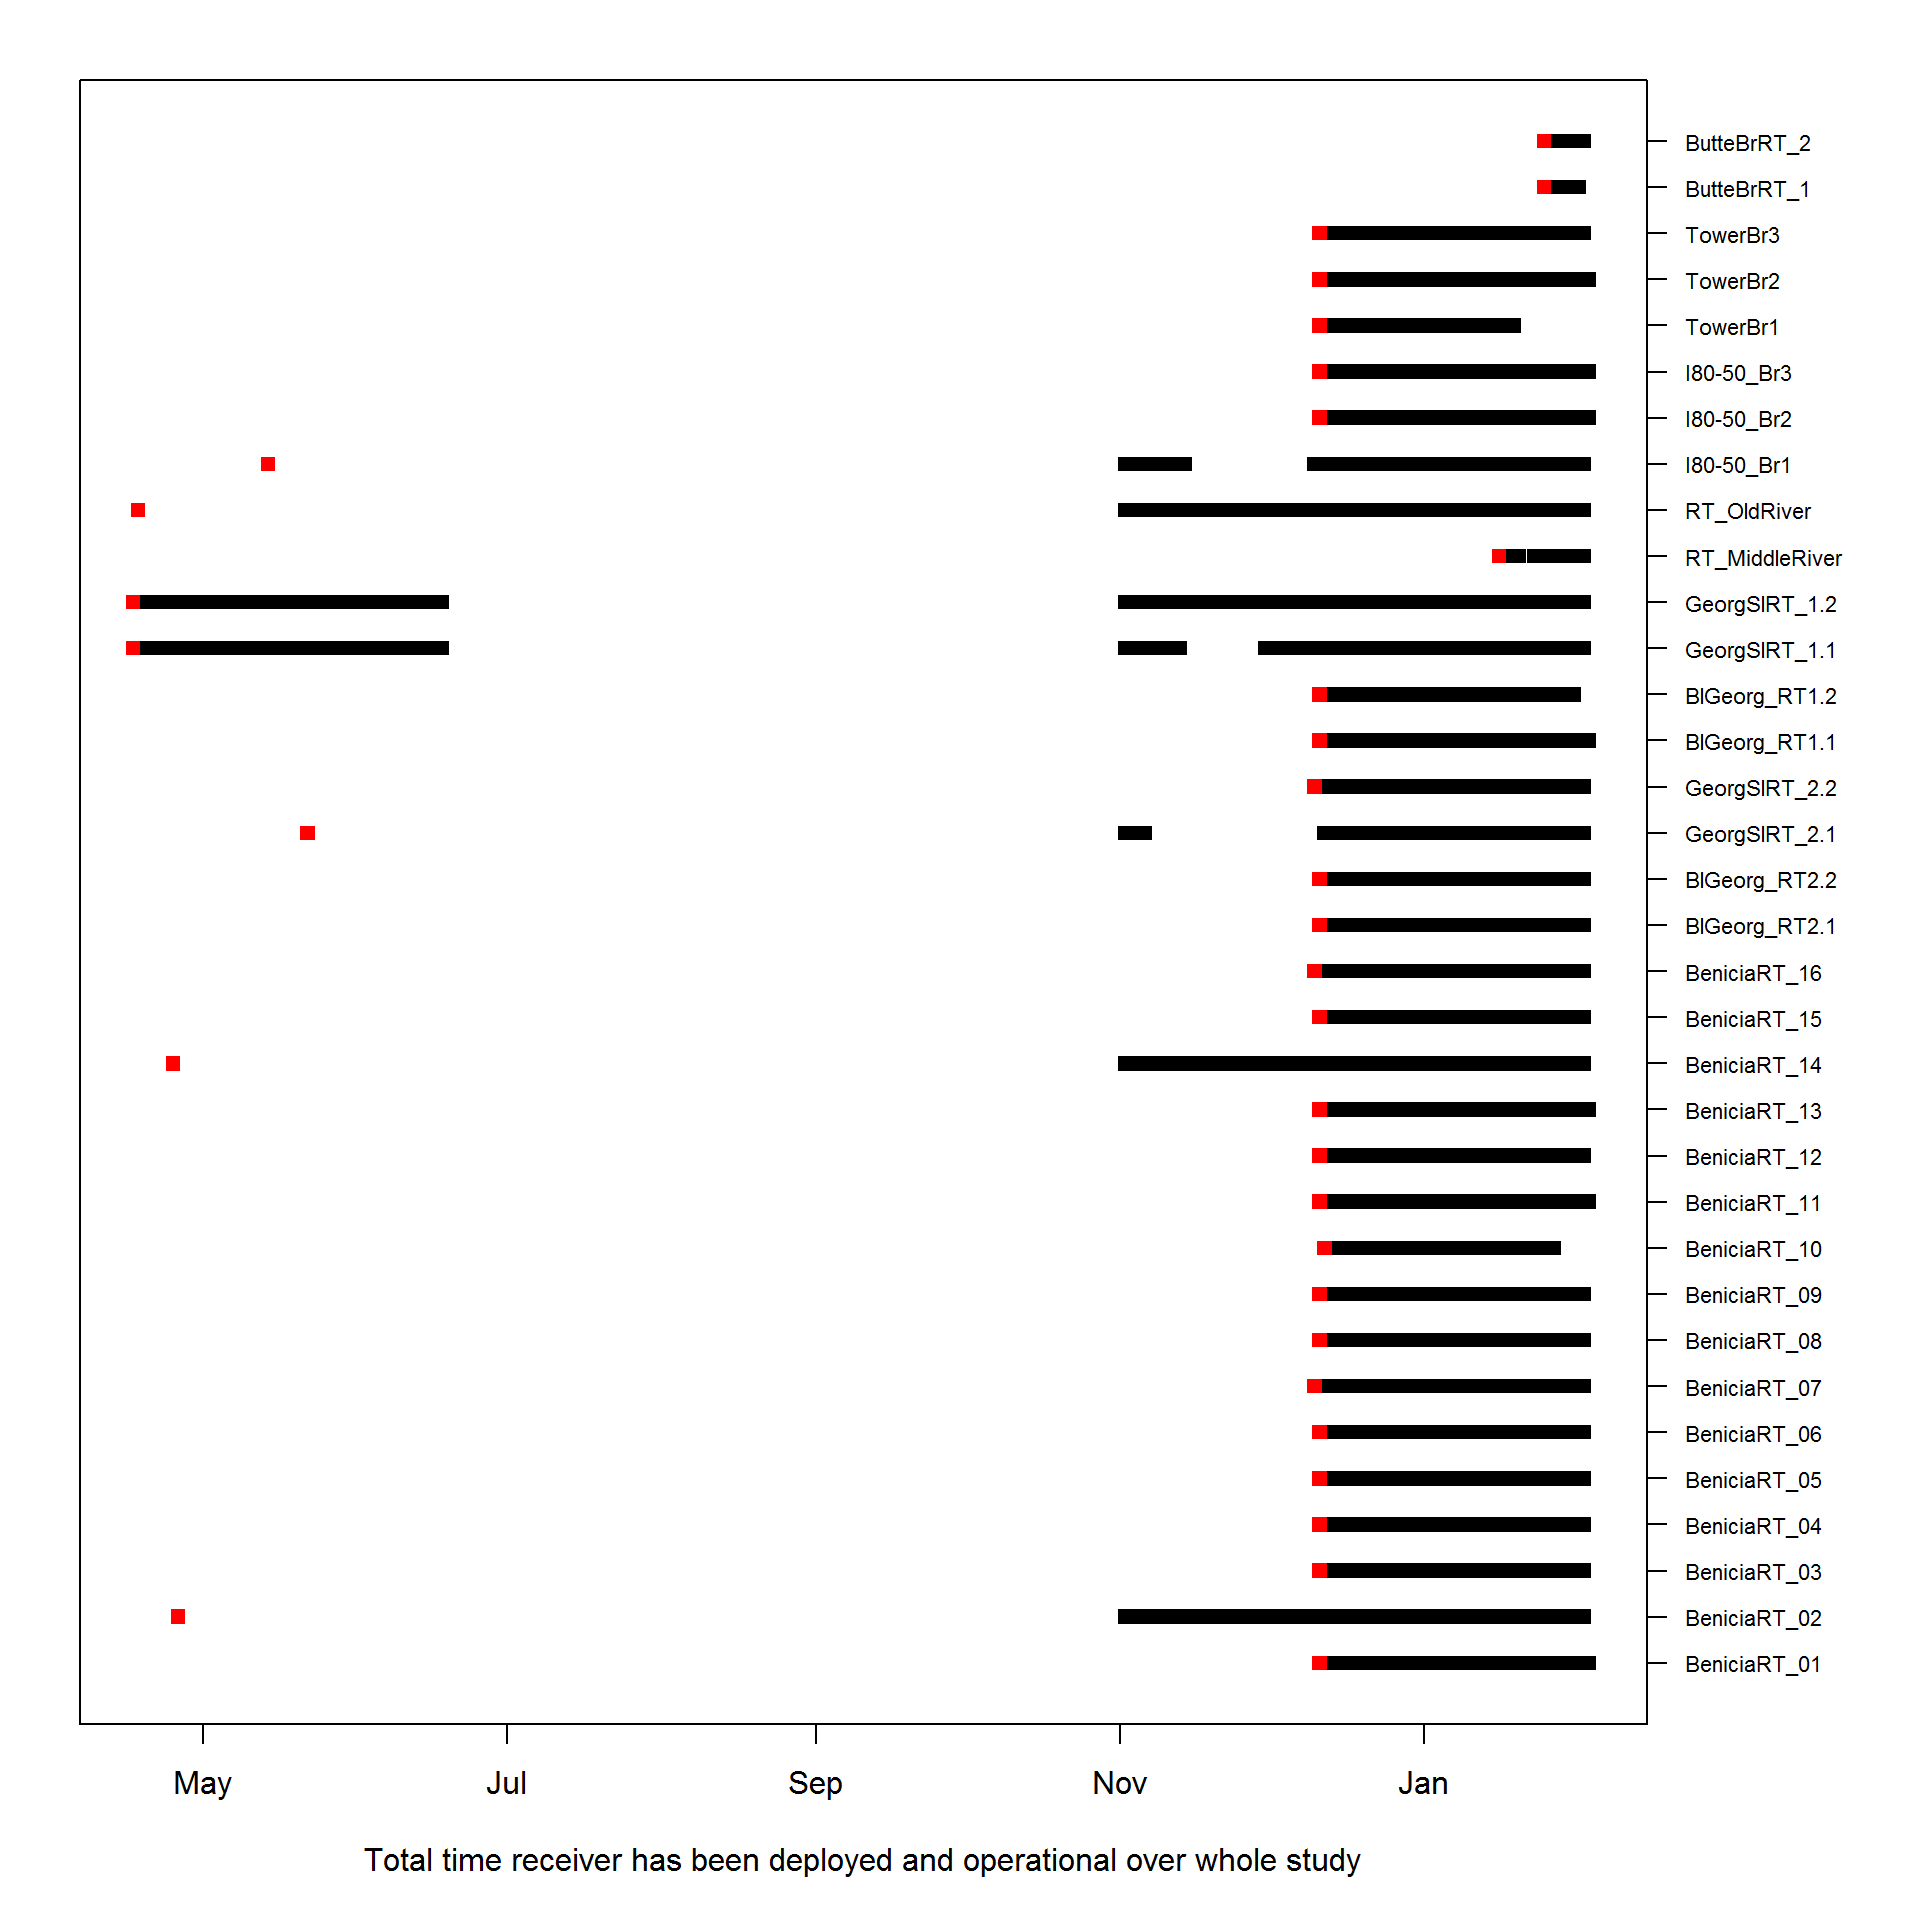 ButteBrRT_2
ButteBrRT_1
TowerBr3
TowerBr2
TowerBr1
I80-50_Br3
I80-50_Br2
I80-50_Br1
RT_OldRiver
RT_MiddleRiver
GeorgSlRT_1.2
GeorgSlRT_1.1
BlGeorg_RT1.2
BlGeorg_RT1.1
GeorgSlRT_2.2
GeorgSlRT_2.1
BlGeorg_RT2.2
BlGeorg_RT2.1
BeniciaRT_16
BeniciaRT_15
BeniciaRT_14
BeniciaRT_13
BeniciaRT_12
BeniciaRT_11
BeniciaRT_10
BeniciaRT_09
BeniciaRT_08
BeniciaRT_07
BeniciaRT_06
BeniciaRT_05
BeniciaRT_04
BeniciaRT_03
BeniciaRT_02
BeniciaRT_01
May Jul Sep Nov Jan
Total time receiver has been deployed and operational over whole study